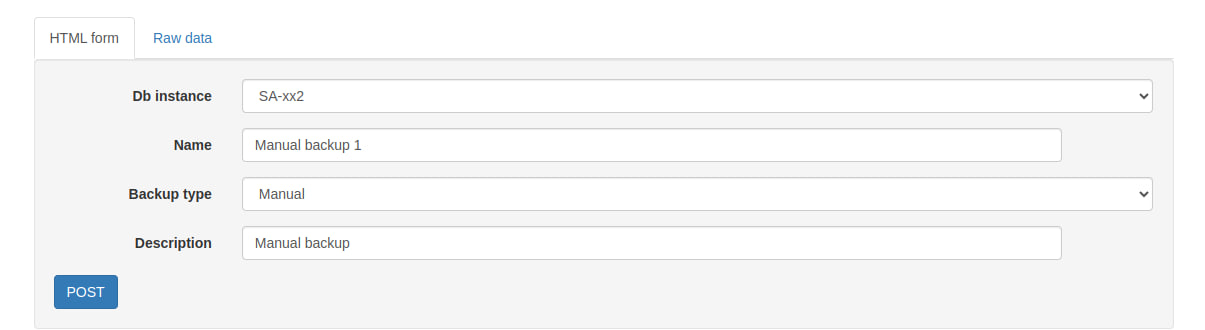 HTML form Raw data
Db instance SA-xx2
Name Manual backup 1
Backup type Manual
Description Manual backup
POST